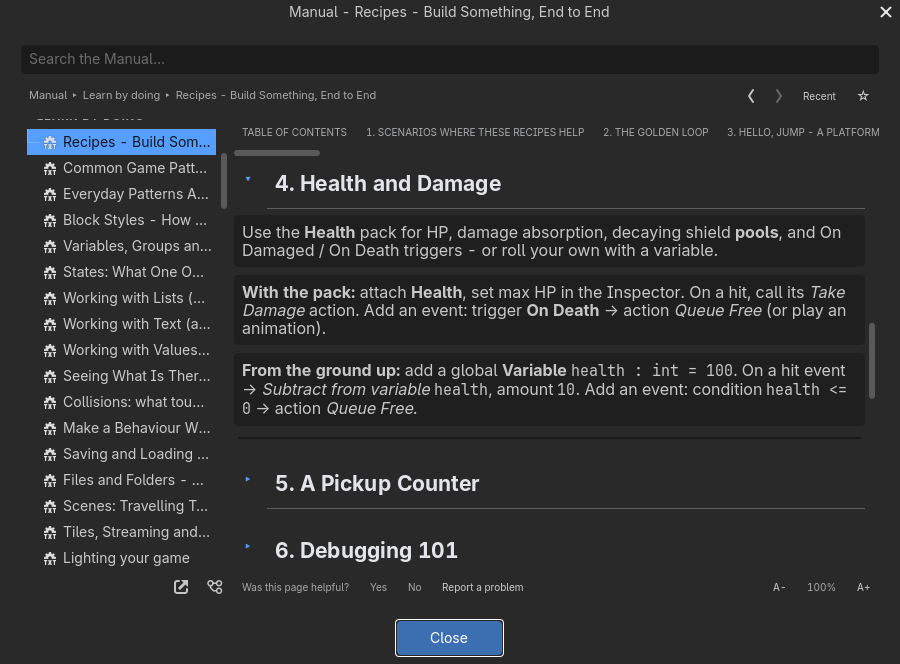 Manual - Recipes - Build Something, End to End
Search the Manual...
Manual ‣ Learn by doing ‣ Recipes - Build Something, End to End
Recent
Recipes - Build Som...
Common Game Patt...
Everyday Patterns A...
Block Styles - How ...
Variables, Groups an...
States: What One O...
Working with Lists (...
Working with Text (a...
Working with Values...
Seeing What Is Ther...
Collisions: what tou...
Make a Behaviour W...
Saving and Loading ...
Files and Folders - ...
Scenes: Travelling T...
Tiles, Streaming and...
Lighting your game
TABLE OF CONTENTS 1. SCENARIOS WHERE THESE RECIPES HELP 2. THE GOLDEN LOOP 3. HELLO, JUMP - A PLATFORM
4. Health and Damage
Use the Health pack for HP, damage absorption, decaying shield pools, and On
Damaged / On Death triggers - or roll your own with a variable.
With the pack: attach Health, set max HP in the Inspector. On a hit, call its Take
Damage action. Add an event: trigger On Death → action Queue Free (or play an
animation).
From the ground up: add a global Variable health : int = 100. On a hit event
→ Subtract from variable health, amount 10. Add an event: condition health <=
0 → action Queue Free.
5. A Pickup Counter
6. Debugging 101
Was this page helpful? Yes No Report a problem A- 100% A+
Close